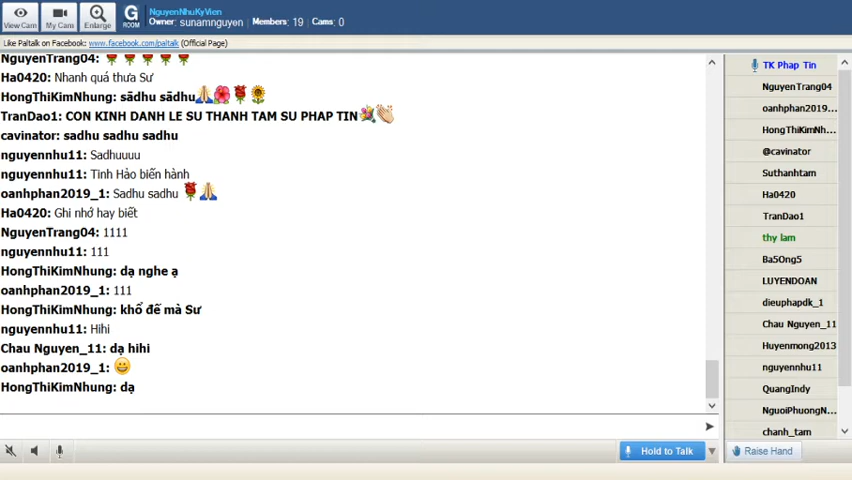 View Cam
My Cam
Enlarge
G
ROOM
NguyenNhuKyVien
Owner: sunamnguyen Members: 19 Cams: 0
Like Paltalk on Facebook: www.facebook.com/paltalk (Official Page)
NguyenTrang04: 🌹🌹🌹🌹🌹
Ha0420: Nhanh quá thưa Sư
HongThiKimNhung: sādhu sādhu🙏🌺🌹🌻
TranDao1: CON KINH DANH LE SU THANH TAM SU PHAP TIN💐👏
cavinator: sadhu sadhu sadhu
nguyennhu11: Sadhuuuu
nguyennhu11: Tinh Hảo biến hành
oanhphan2019_1: Sadhu sadhu 🌹🙏
Ha0420: Ghi nhớ hay biết
NguyenTrang04: 1111
nguyennhu11: 111
HongThiKimNhung: dạ nghe ạ
oanhphan2019_1: 111
HongThiKimNhung: khổ đế mà Sư
nguyennhu11: Hihi
Chau Nguyen_11: dạ hihi
oanhphan2019_1: 😀
HongThiKimNhung: dạ
Hold to Talk
TK Phap Tin
NguyenTrang04
oanhphan2019...
HongThiKimNh...
@cavinator
Suthanhtam
Ha0420
TranDao1
thy lam
Ba5Ong5
LUYENDOAN
dieuphapdk_1
Chau Nguyen_11
Huyenmong2013
nguyennhu11
QuangIndy
NguoiPhuongN...
chanh_tam
Raise Hand